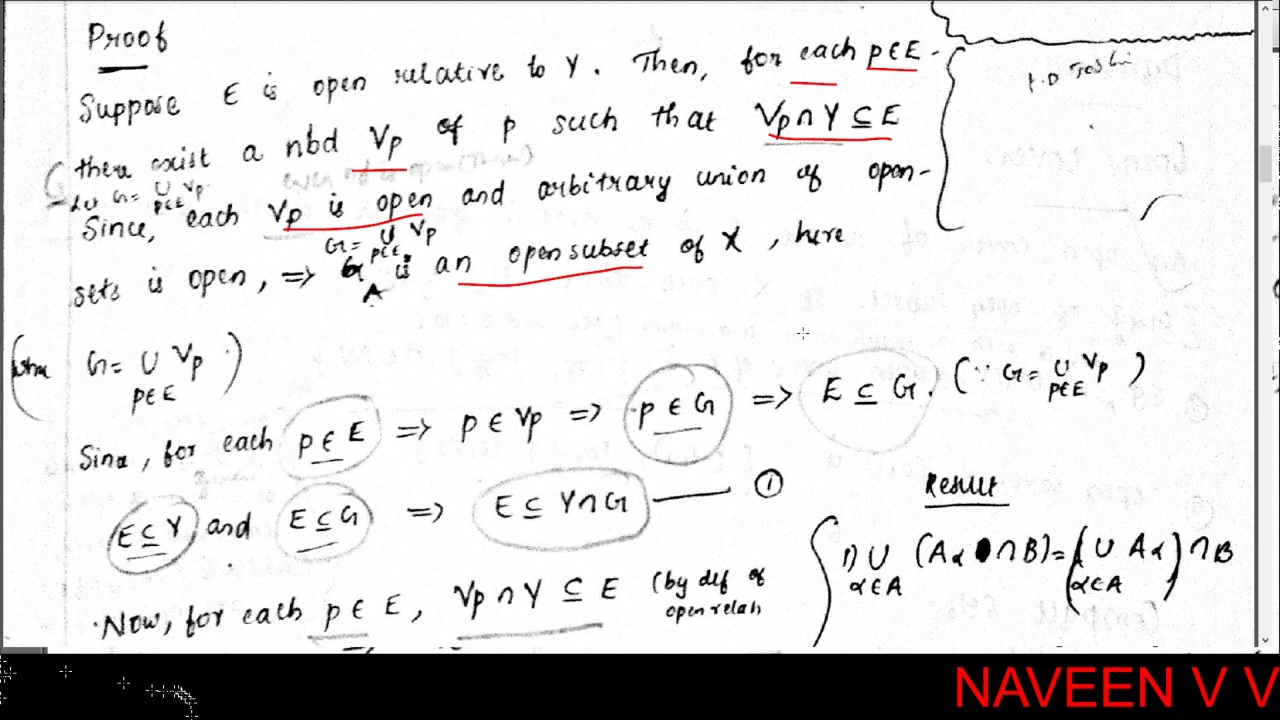 Proof
Suppose E is open relative to Y. Then, for each p ∈ E
there exist a nbd Vp of p such that Vp ∩ Y ⊆ E
G = ∪ Vp
p∈E
Since, each Vp is open and arbitrary union of open
G = ∪ Vp
p∈E
sets is open, ⇒ G is an open subset of X, here
G = ∪ Vp )
p∈E
Since, for each p ∈ E ⇒ p ∈ Vp ⇒ p ∈ G ⇒ E ⊆ G. (∵ G = ∪ Vp )
p∈E
E ⊆ Y and E ⊆ G ⇒ E ⊆ Y ∩ G —— ①
Result
1) ∪ (Aα ∩ B) = (∪ Aα) ∩ B
α∈A α∈A
Now, for each p ∈ E, Vp ∩ Y ⊆ E (by def of
open relati
NAVEEN V V